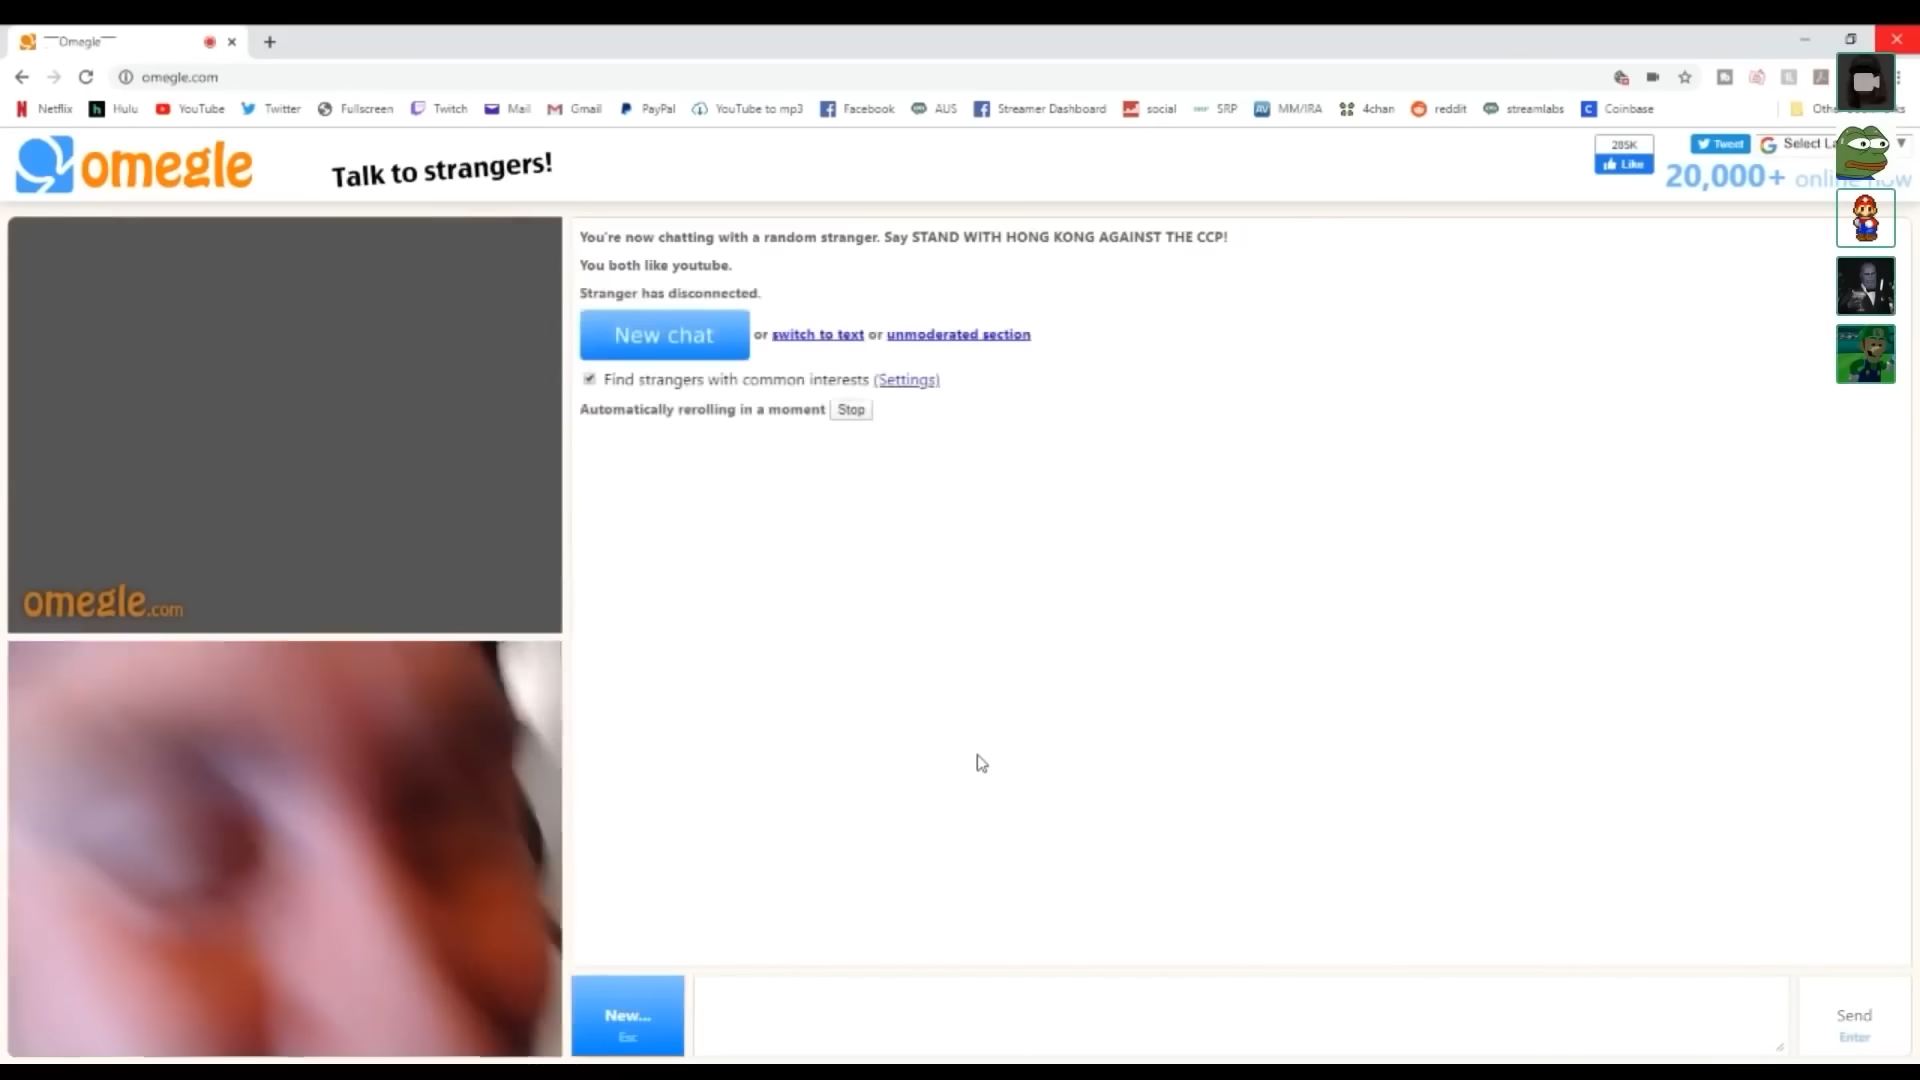 Omegle
omegle.com
Netflix Hulu YouTube Twitter Fullscreen Twitch Mail Gmail PayPal YouTube to mp3 Facebook AUS Streamer Dashboard social SRP MM/IRA 4chan reddit streamlabs Coinbase
omegle Talk to strangers!
285K Tweet Select
Like
20,000+ online now
You're now chatting with a random stranger. Say STAND WITH HONG KONG AGAINST THE CCP!
You both like youtube.
Stranger has disconnected.
New chat or switch to text or unmoderated section
Find strangers with common interests (Settings)
Automatically rerolling in a moment Stop
omegle.com
New... Send
Esc Enter